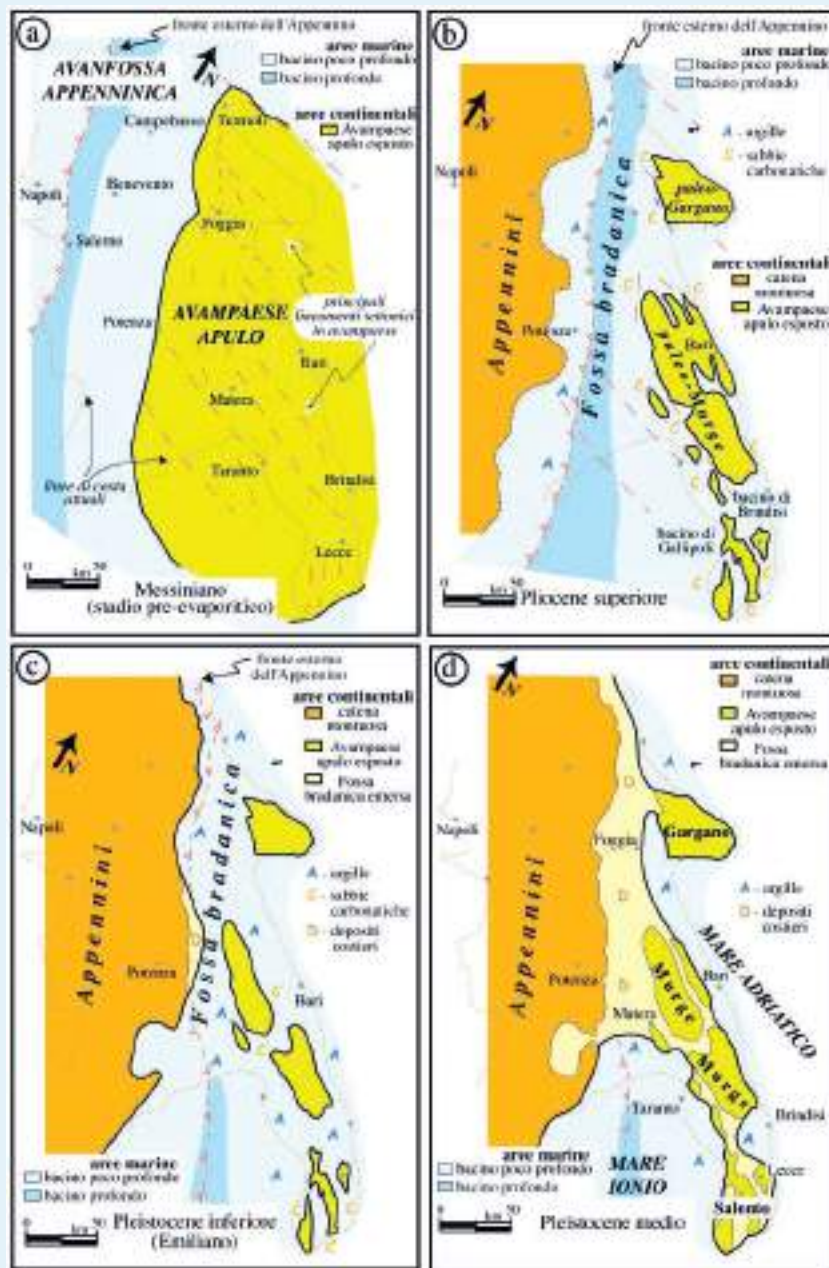 a
fronte esterno dell'Appennino
AVANFOSSA
APPENNINICA
N
aree marine
bacino poco profondo
bacino profondo
aree continentali
Avampaese
apulo esposto
Campobasso
Termoli
Napoli
Benevento
Foggia
Salerno
principali
lineamenti tettonici
in avampaese
Potenza
AVAMPAESE
APULO
Bari
Matera
Taranto
Brindisi
linee di costa
attuali
Lecce
50
km
Messiniano
(stadio pre-evaporitico)
b
fronte esterno dell'Appennino
aree marine
bacino poco profondo
bacino profondo
N
A - argille
C - sabbie
carbonatiche
Napoli
paleo
Gargano
aree continentali
catena
montuosa
Avampaese
apulo esposto
Appennini
Potenza
Fossa bradanica
Bari
paleo-Murge
bacino di
Brindisi
bacino di
Gallipoli
50
km
Pliocene superiore
c
fronte esterno
dell'Appennino
aree continentali
catena
montuosa
Avampaese
apulo esposto
Fossa
bradanica emersa
N
Napoli
A - argille
C - sabbie
carbonatiche
D - depositi
costieri
Appennini
Fossa bradanica
Potenza
Bari
aree marine
bacino poco profondo
bacino profondo
50
km
Pleistocene inferiore
(Emiliano)
d
N
aree continentali
catena
montuosa
Avampaese
apulo esposto
Fossa
bradanica emersa
Napoli
Foggia
Gargano
A - argille
D - depositi
costieri
Appennini
MARE ADRIATICO
Potenza
Murge
Bari
Matera
Murge
Taranto
Brindisi
aree marine
bacino poco profondo
bacino profondo
MARE
IONIO
Lecce
Salento
50
km
Pleistocene medio